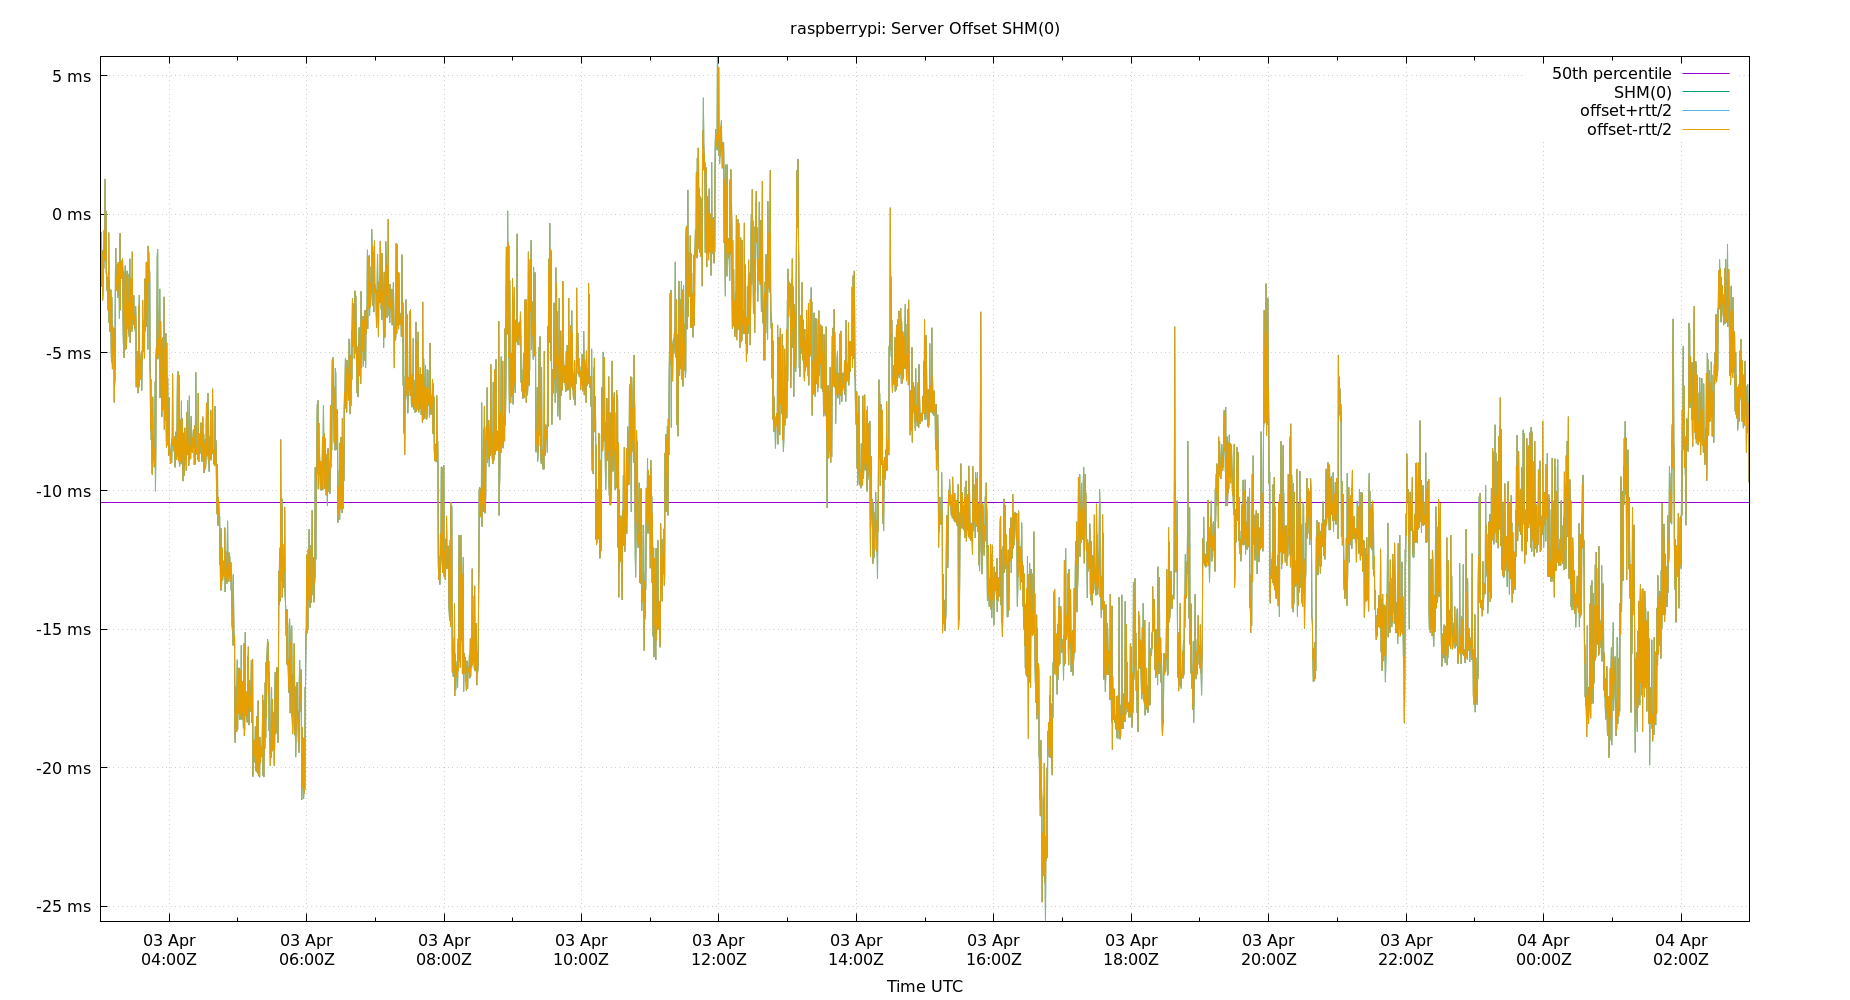 raspberrypi: Server Offset SHM(0)
50th percentile
SHM(0)
offset+rtt/2
offset-rtt/2
5 ms
0 ms
-5 ms
-10 ms
-15 ms
-20 ms
-25 ms
03 Apr 03 Apr 03 Apr 03 Apr 03 Apr 03 Apr 03 Apr 03 Apr 03 Apr 03 Apr 04 Apr 04 Apr
04:00Z 06:00Z 08:00Z 10:00Z 12:00Z 14:00Z 16:00Z 18:00Z 20:00Z 22:00Z 00:00Z 02:00Z
Time UTC